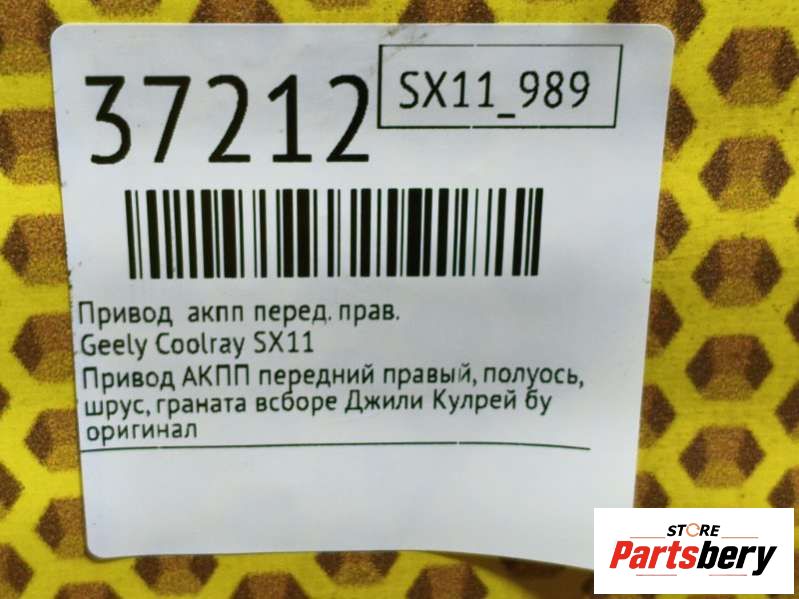 37212
SX11_989
Привод акпп перед. прав.
Geely Coolray SX11
Привод АКПП передний правый, полуось,
шрус, граната всборе Джили Кулрей бу
оригинал
STORE
Partsbery